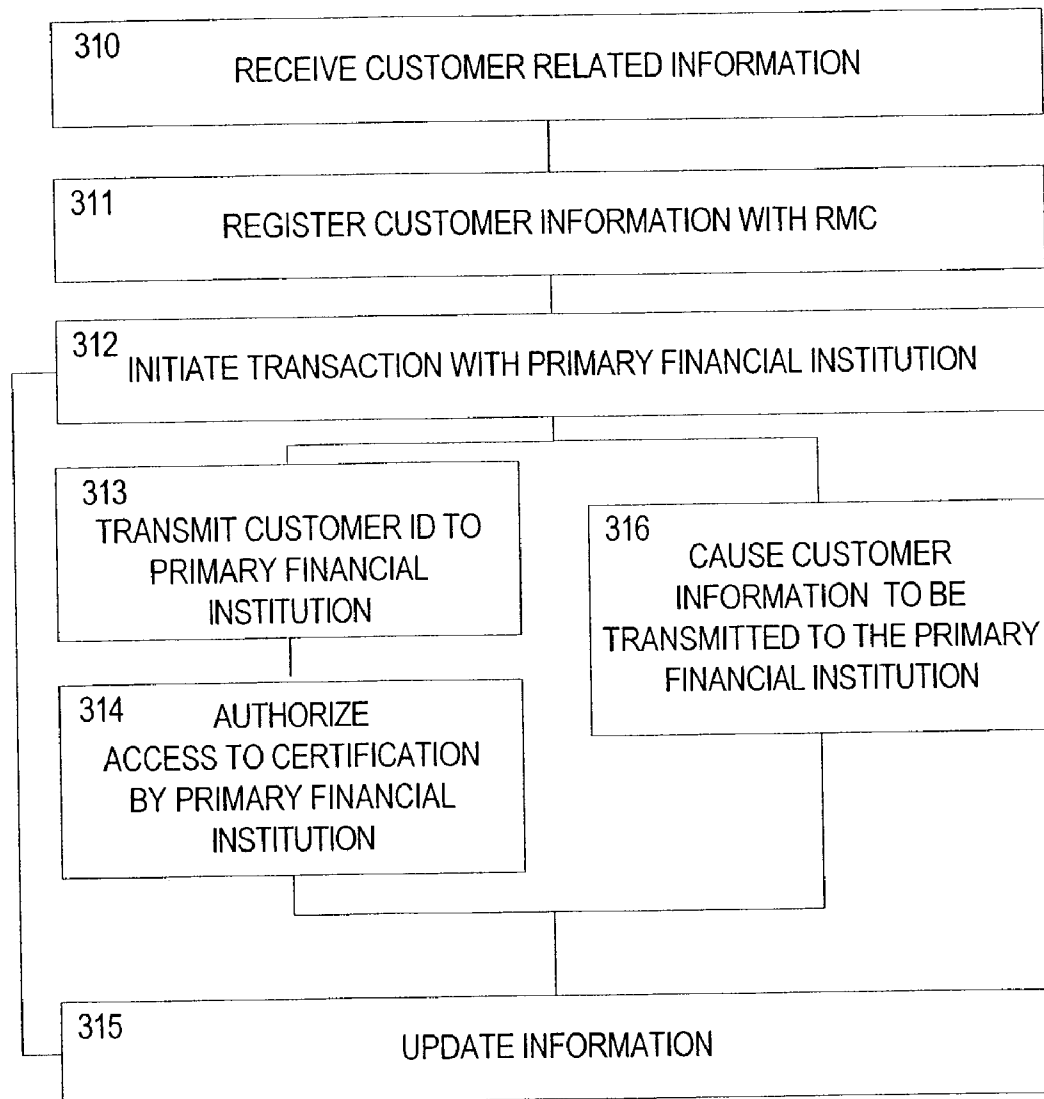 310
RECEIVE CUSTOMER RELATED INFORMATION
311
REGISTER CUSTOMER INFORMATION WITH RMC
312
INITIATE TRANSACTION WITH PRIMARY FINANCIAL INSTITUTION
313
TRANSMIT CUSTOMER ID TO
PRIMARY FINANCIAL
INSTITUTION
316
CAUSE CUSTOMER
INFORMATION TO BE
TRANSMITTED TO THE PRIMARY
FINANCIAL INSTITUTION
314
AUTHORIZE
ACCESS TO CERTIFICATION
BY PRIMARY FINANCIAL
INSTITUTION
315
UPDATE INFORMATION